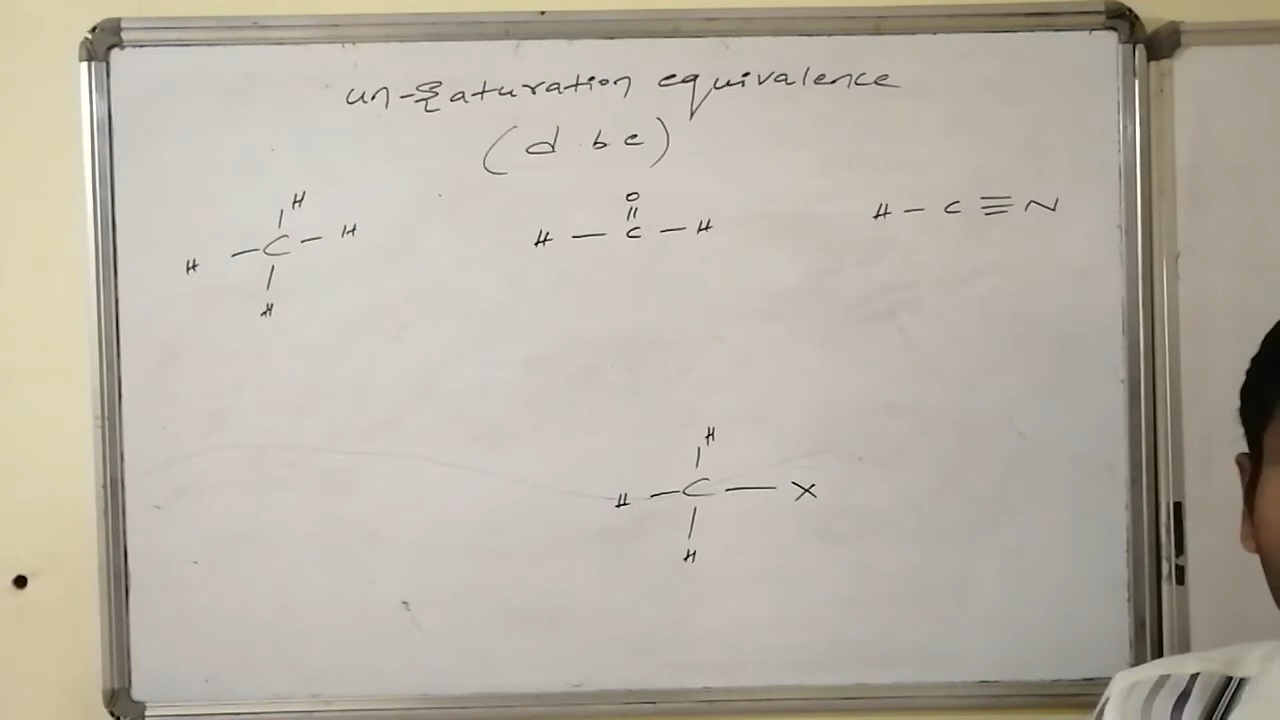 un-saturation equivalence
(d.b.e)
H
C – H
H –
H
O
||
H — C — H
H – C ≡ N
H
H – C — X
H